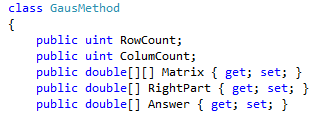 class GausMethod
{
public uint RowCount;
public uint ColumCount;
public double[][] Matrix { get; set; }
public double[] RightPart { get; set; }
public double[] Answer { get; set; }